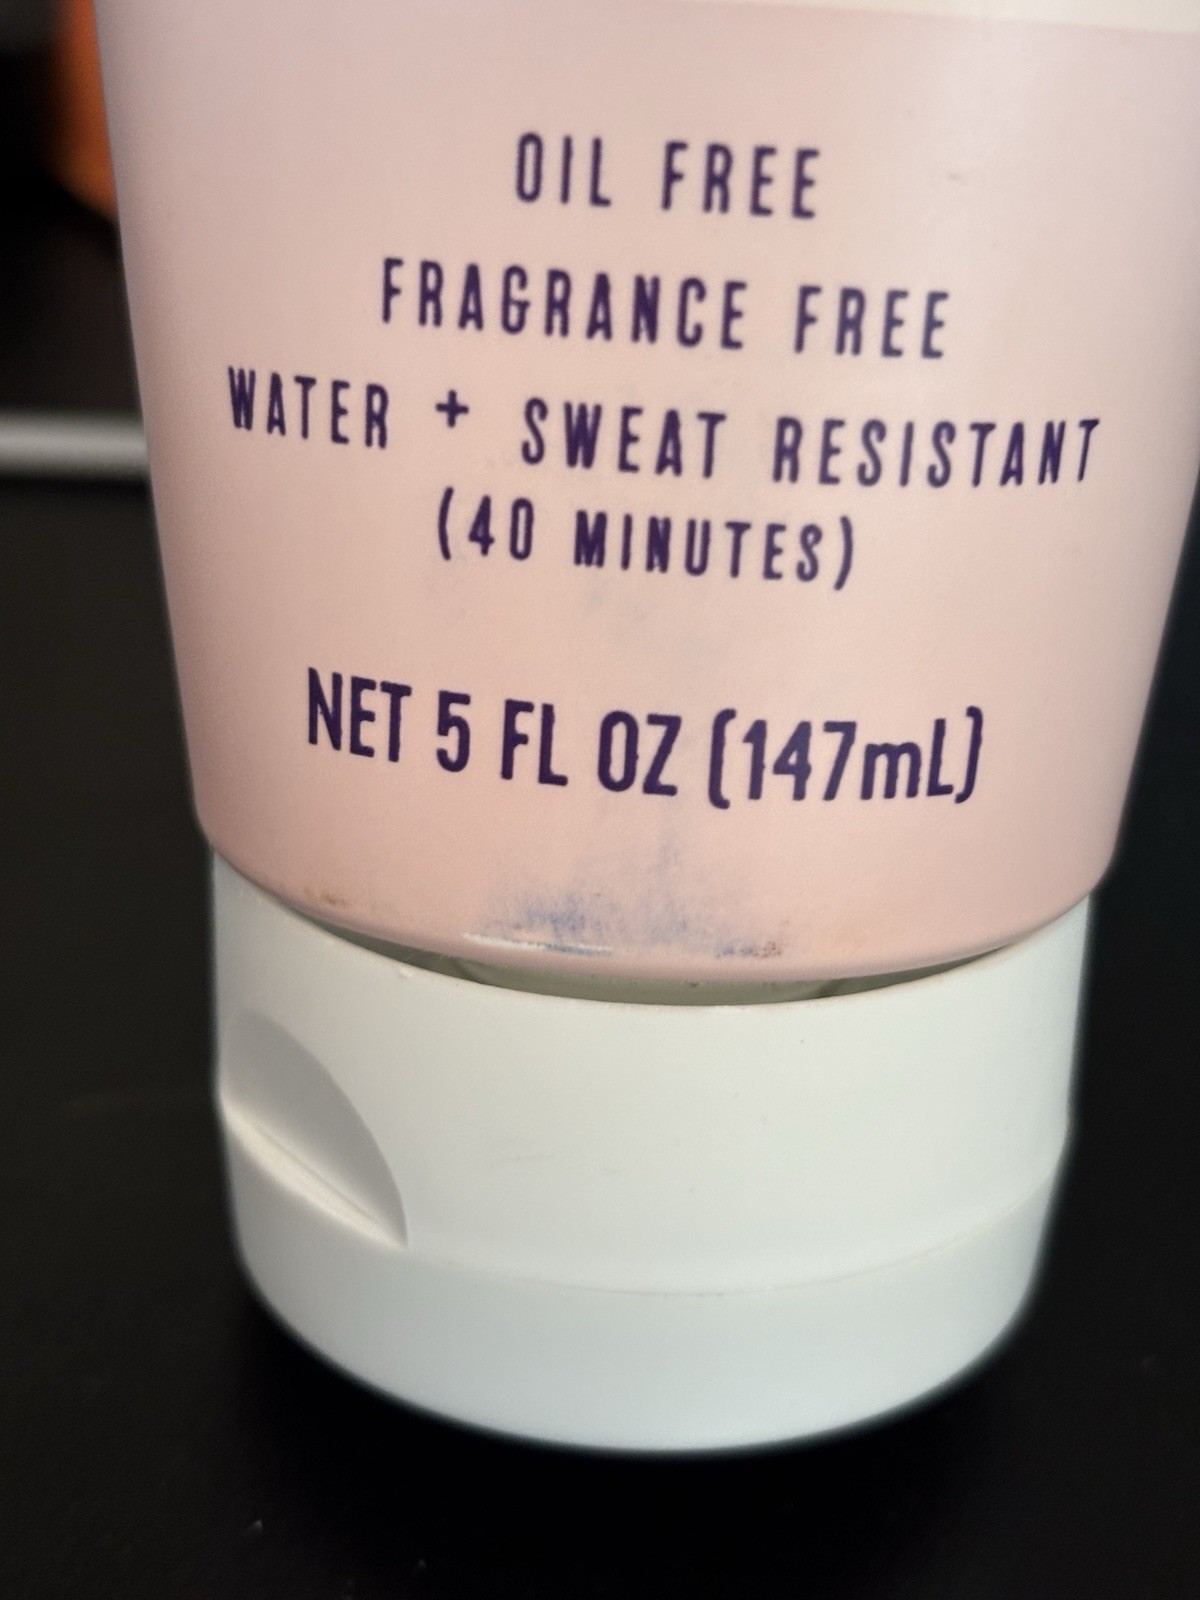 OIL FREE
FRAGRANCE FREE
WATER + SWEAT RESISTANT
(40 MINUTES)
NET 5 FL OZ (147mL)